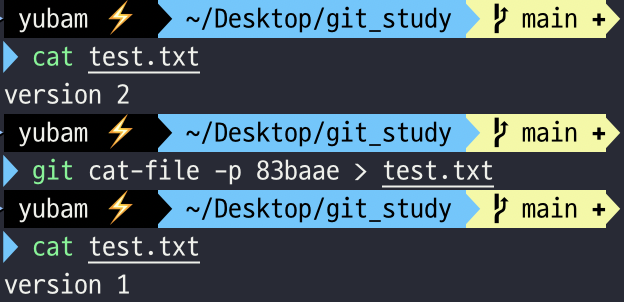 yubam ⚡ ~/Desktop/git_study main +
cat test.txt
version 2
yubam ⚡ ~/Desktop/git_study main +
git cat-file -p 83baae > test.txt
yubam ⚡ ~/Desktop/git_study main +
cat test.txt
version 1